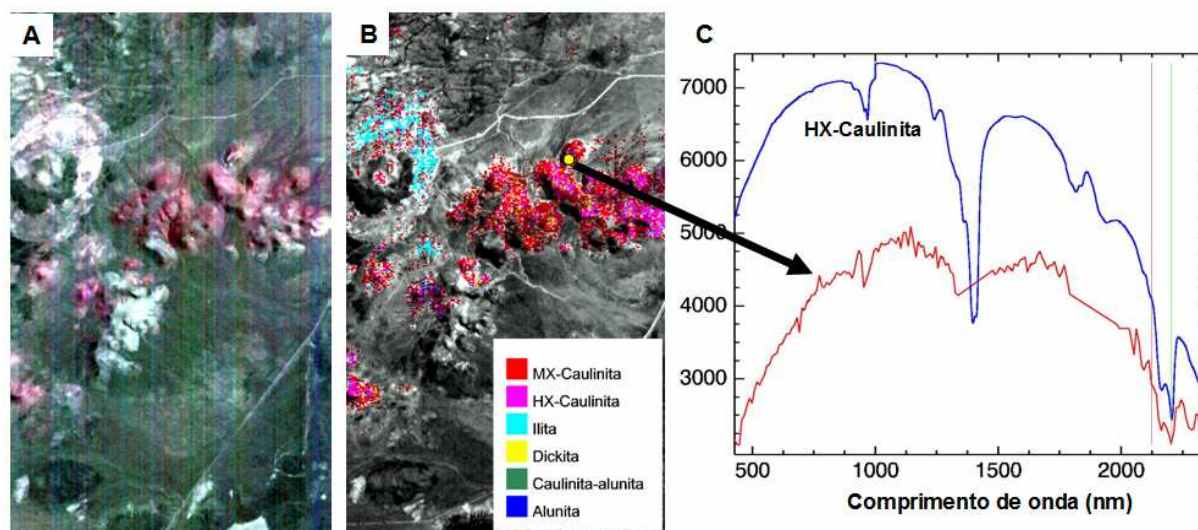 A
B
C
MX-Caulinita
HX-Caulinita
Ilita
Dickita
Caulinita-alunita
Alunita
7000
6000
5000
4000
3000
HX-Caulinita
500
1000
1500
2000
Comprimento de onda (nm)